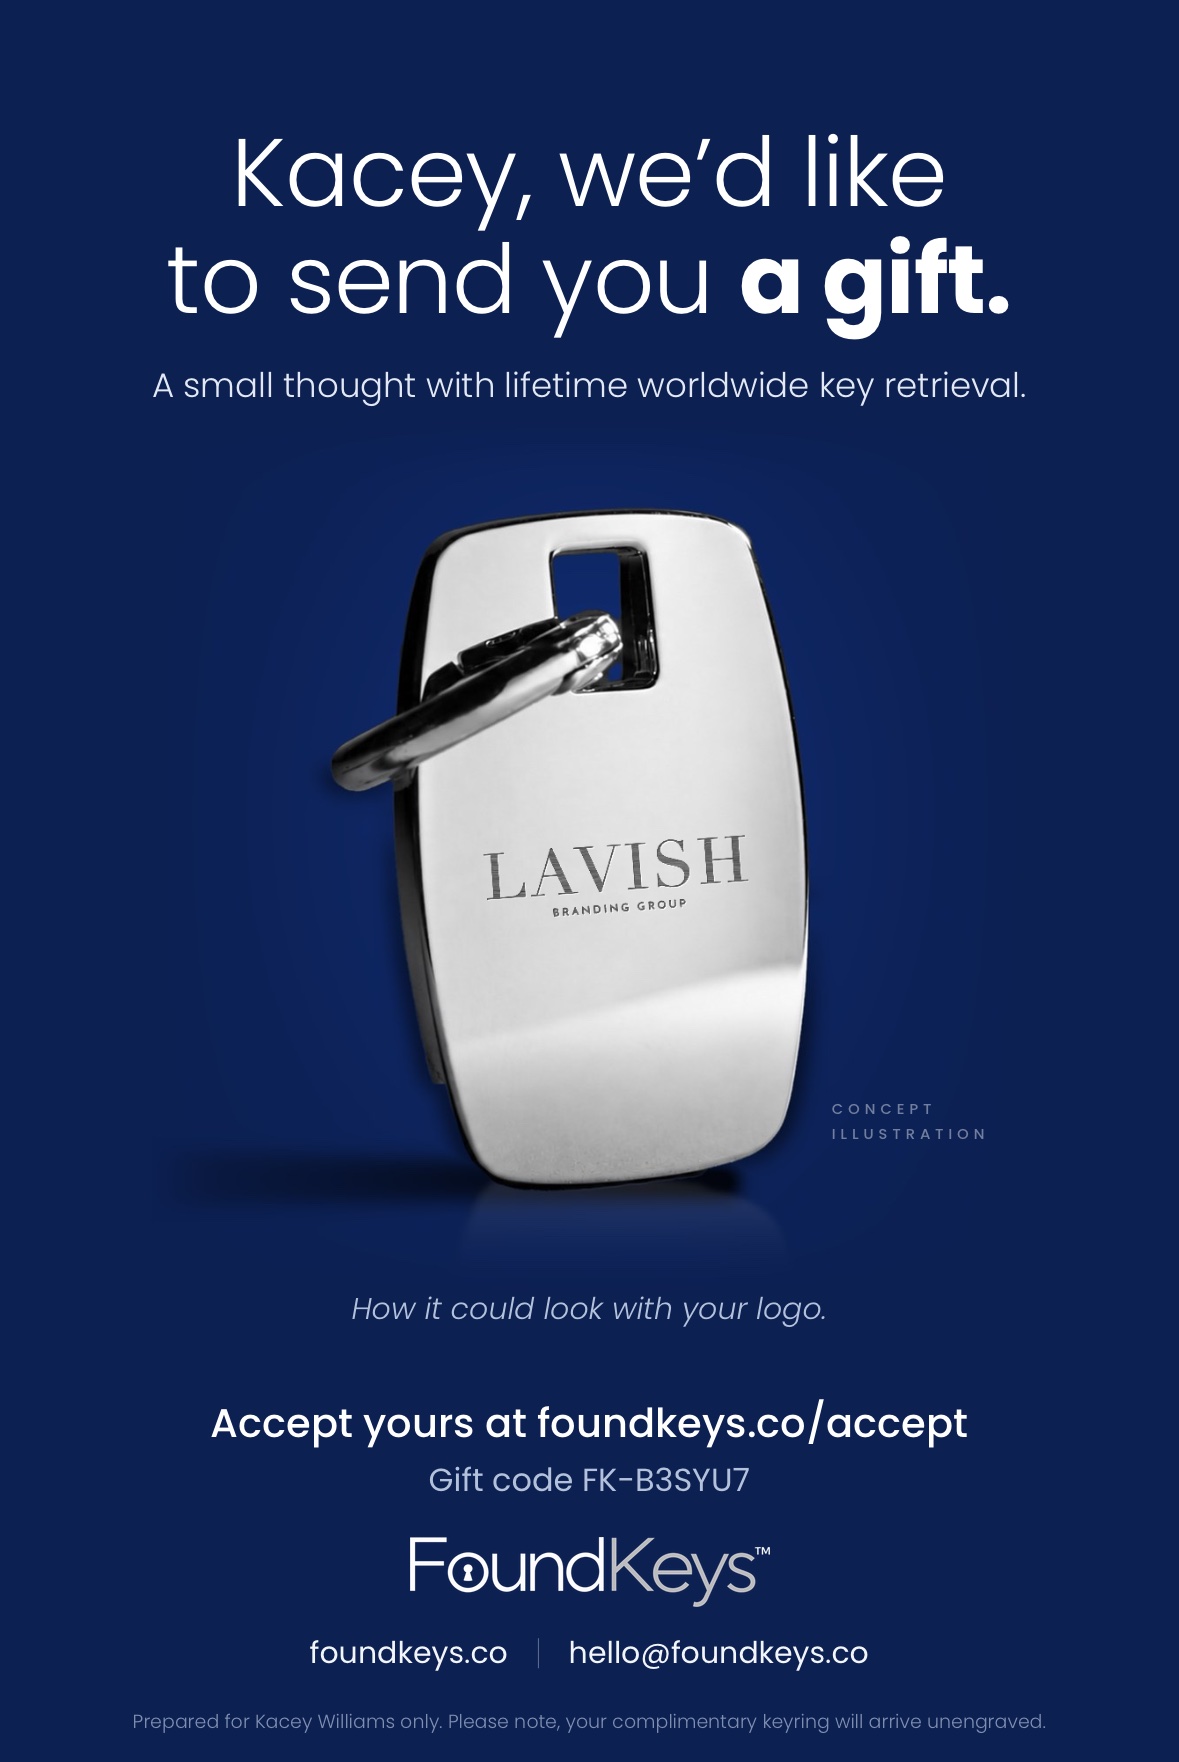 Kacey, we’d like
to send you a gift.
A small thought with lifetime worldwide key retrieval.
LAVISH
BRANDING GROUP
CONCEPT
ILLUSTRATION
How it could look with your logo.
Accept yours at foundkeys.co/accept
Gift code FK-B3SYU7
FoundKeys™
foundkeys.co | hello@foundkeys.co
Prepared for Kacey Williams only. Please note, your complimentary keyring will arrive unengraved.